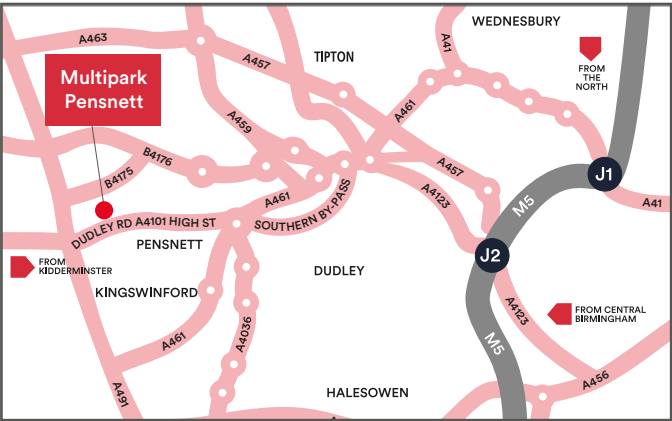 WEDNESBURY
A463
A41
TIPTON
A457
FROM
THE
NORTH
Multipark
Pensnett
A461
A459
B4176
A457
J1
B4175
A461
A4123
M5
A41
DUDLEY RD A4101 HIGH ST
SOUTHERN BY-PASS
PENSNETT
J2
FROM
KIDDERMINSTER
DUDLEY
KINGSWINFORD
A4123
FROM CENTRAL
BIRMINGHAM
A461
A4036
M5
A491
A456
HALESOWEN